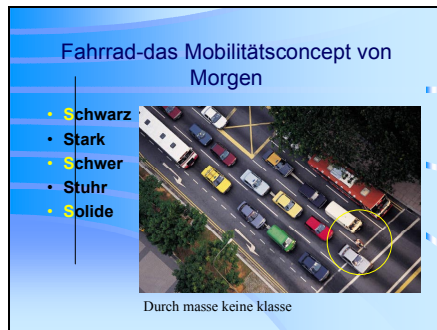 Fahrrad-das Mobilitätsconcept von
Morgen
• Schwarz
• Stark
• Schwer
• Stuhr
• Solide
Durch masse keine klasse